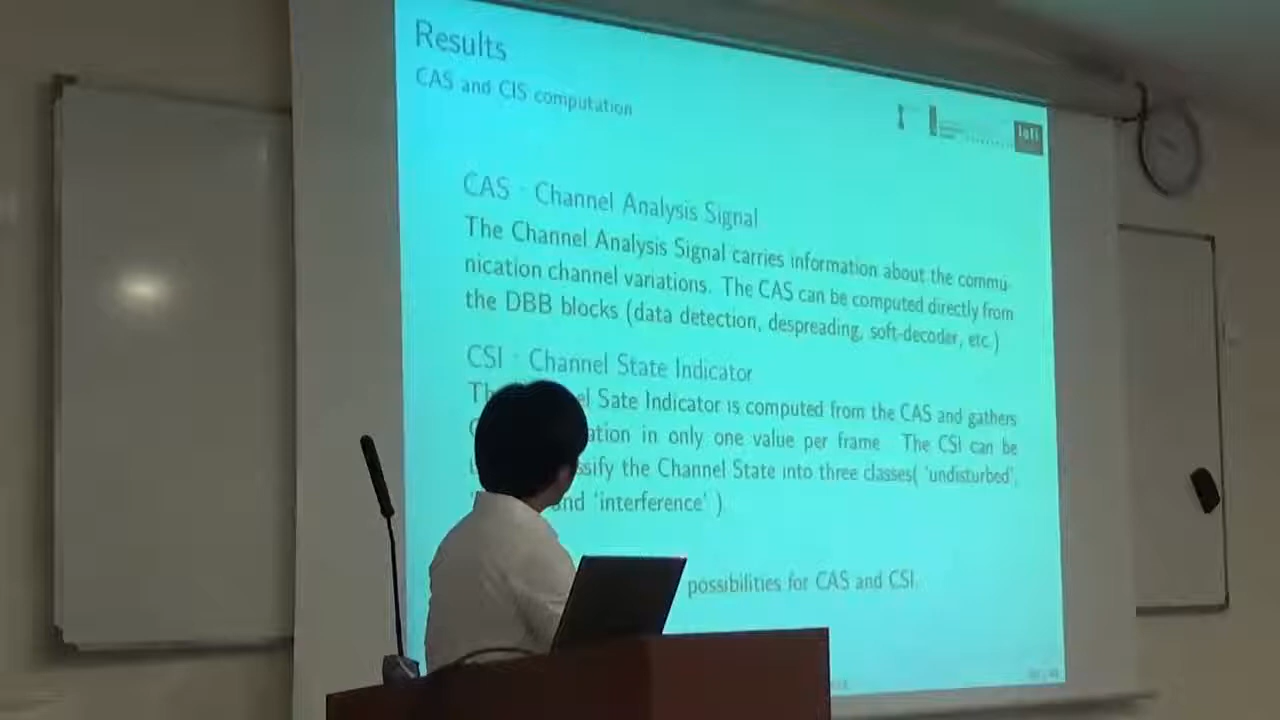 Results
CAS and CIS computation
CAS - Channel Analysis Signal
The Channel Analysis Signal carries information about the commu-
nication channel variations. The CAS can be computed directly from
the DBB blocks (data detection, despreading, soft-decoder, etc.)
CSI - Channel State Indicator
Sate Indicator is computed from the CAS and gathers
in only one value per frame. The CSI can be
the Channel State into three classes( 'undisturbed',
and 'interference' )
possibilities for CAS and CSI.